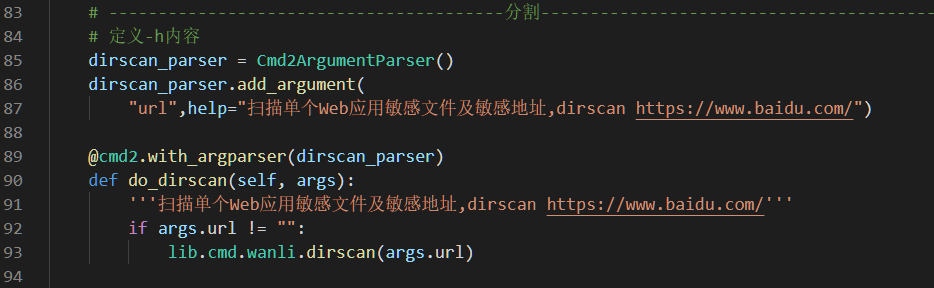 83 # ----------------------------------------分割----------------------------------------
84 # 定义-h内容
85 dirscan_parser = Cmd2ArgumentParser()
86 dirscan_parser.add_argument(
87 "url",help="扫描单个Web应用敏感文件及敏感地址,dirscan https://www.baidu.com/")
88
89 @cmd2.with_argparser(dirscan_parser)
90 def do_dirscan(self, args):
91 '''扫描单个Web应用敏感文件及敏感地址,dirscan https://www.baidu.com/'''
92 if args.url != "":
93 lib.cmd.wanli.dirscan(args.url)
94